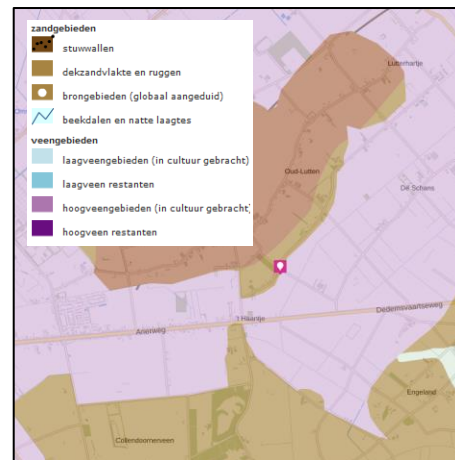 zandgebieden
stuwwallen
dekzandvlakte en ruggen
brongebieden (globaal aangeduid)
beekdalen en natte laagtes
veengebieden
laagveengebieden (in cultuur gebracht)
laagveen restanten
hoogveengebieden (in cultuur gebracht)
hoogveen restanten
Lutterhartje
Oud-Lutten
De Schans
Dedemsvaartseweg
't Haantje
Anerweg
Engeland
Collendoornerveen